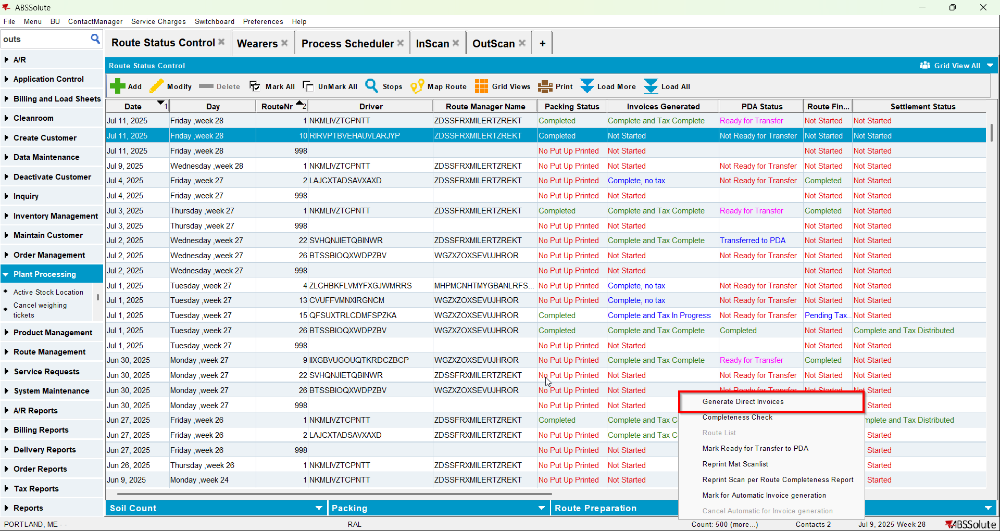 ABSSolute
File Menu BU ContactManager Service Charges Switchboard Preferences Help
outs
Route Status Control Wearers Process Scheduler InScan OutScan +
A/R
Application Control
Billing and Load Sheets
Cleanroom
Create Customer
Data Maintenance
Deactivate Customer
Inquiry
Inventory Management
Maintain Customer
Order Management
Plant Processing
Active Stock Location
Cancel weighing
tickets
Product Management
Route Management
Service Requests
System Maintenance
A/R Reports
Billing Reports
Delivery Reports
Order Reports
Tax Reports
Reports
Route Status Control Grid View All
Add Modify Delete Mark All UnMark All Stops Map Route Grid Views Print Load More Load All
Date 1 Day RouteNr 2 Driver Route Manager Name Packing Status Invoices Generated PDA Status Route Fin... Settlement Status
Jul 11, 2025 Friday ,week 28 1 NKMLIVZTCPNTT ZDSSFRXMILERTZREKT Completed Complete and Tax Complete Ready for Transfer Not Started Not Started
Jul 11, 2025 Friday ,week 28 10 RIRVPTBVEHAUVLARJYP ZDSSFRXMILERTZREKT Completed Not Started Not Ready for Transfer Not Started Not Started
Jul 11, 2025 Friday ,week 28 998 No Put Up Printed Not Started Not Started Not Started
Jul 9, 2025 Wednesday ,week 28 1 NKMLIVZTCPNTT ZDSSFRXMILERTZREKT No Put Up Printed Not Started Not Ready for Transfer Not Started Not Started
Jul 4, 2025 Friday ,week 27 2 LAJCXTADSAVXAXD ZDSSFRXMILERTZREKT No Put Up Printed Complete, no tax Not Ready for Transfer Completed Not Started
Jul 4, 2025 Friday ,week 27 998 No Put Up Printed Not Started Not Started Not Started
Jul 3, 2025 Thursday ,week 27 1 NKMLIVZTCPNTT ZDSSFRXMILERTZREKT Completed Complete and Tax Complete Ready for Transfer Completed Not Started
Jul 3, 2025 Thursday ,week 27 998 No Put Up Printed Not Started Not Started Not Started
Jul 2, 2025 Wednesday ,week 27 22 SVHQNJIETQBINWR ZDSSFRXMILERTZREKT No Put Up Printed Complete and Tax Complete Transferred to PDA Not Started Not Started
Jul 2, 2025 Wednesday ,week 27 26 BTSSBIOQXWDPZBV WGZXZOXSEVUJHROR No Put Up Printed Not Started Not Ready for Transfer Not Started Not Started
Jul 2, 2025 Wednesday ,week 27 998 No Put Up Printed Not Started Not Started Not Started
Jul 1, 2025 Tuesday ,week 27 4 ZLCHBKFLVMYFXGJWMRRS MHPMCNHTMYGBANLRFS... No Put Up Printed Complete, no tax Not Ready for Transfer Not Started Not Started
Jul 1, 2025 Tuesday ,week 27 13 CVUFFVMNXIRGNCM WGZXZOXSEVUJHROR No Put Up Printed Complete, no tax Not Ready for Transfer Not Started Not Started
Jul 1, 2025 Tuesday ,week 27 15 QFSUXTRLCDMFSPZKA WGZXZOXSEVUJHROR Completed Complete and Tax In Progress Not Ready for Transfer Pending Tax... Not Started
Jul 1, 2025 Tuesday ,week 27 26 BTSSBIOQXWDPZBV WGZXZOXSEVUJHROR Completed Complete and Tax Complete Completed Not Started Complete and Tax Distributed
Jul 1, 2025 Tuesday ,week 27 998 No Put Up Printed Not Started Not Started Not Started
Jun 30, 2025 Monday ,week 27 9 IIXGBVUGOUQTKRDCZBCP WGZXZOXSEVUJHROR No Put Up Printed Complete and Tax Complete Ready for Transfer Completed Not Started
Jun 30, 2025 Monday ,week 27 22 SVHQNJIETQBINWR ZDSSFRXMILERTZREKT No Put Up Printed Not Started Not Ready for Transfer Not Started Not Started
Jun 30, 2025 Monday ,week 27 26 BTSSBIOQXWDPZBV WGZXZOXSEVUJHROR No Put Up Printed Not Started Not Ready for Transfer Not Started Not Started
Jun 30, 2025 Monday ,week 27 998 No Put Up Printed Not Started Started
Jun 27, 2025 Friday ,week 26 1 NKMLIVZTCPNTT ZDSSFRXMILERTZREKT Completed Complete and Tax C mplete and Tax Distributed
Jun 27, 2025 Friday ,week 26 2 LAJCXTADSAVXAXD ZDSSFRXMILERTZREKT No Put Up Printed Complete and Tax C Started
Jun 27, 2025 Friday ,week 26 998 No Put Up Printed Not Started Started
Jun 26, 2025 Thursday ,week 26 1 NKMLIVZTCPNTT ZDSSFRXMILERTZREKT No Put Up Printed Not Started Started
Jun 9, 2025 Monday ,week 24 1 NKMLIVZTCPNTT ZDSSFRXMILERTZREKT No Put Up Printed Not Started Started
Generate Direct Invoices
Completeness Check
Route List
Mark Ready for Transfer to PDA
Reprint Mat Scanlist
Reprint Scan per Route Completeness Report
Mark for Automatic Invoice generation
Cancel Automatic for Invoice generation
Soil Count Packing Route Preparation
PORTLAND, ME - - RAL Count: 500 (more...) Contacts 2 Jul 9, 2025 Week 28 ABSSolute